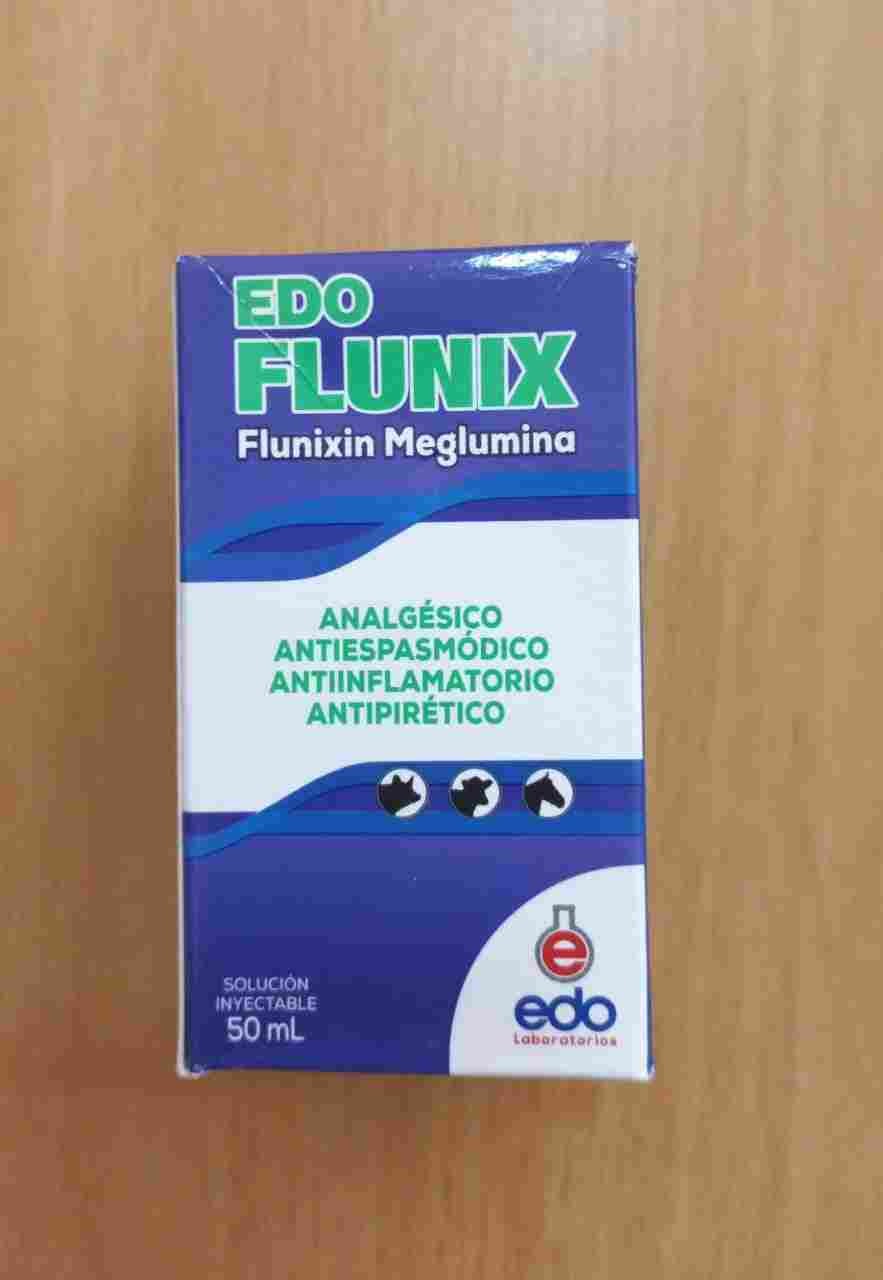 EDO
FLUNIX
Flunixin Meglumina
ANALGÉSICO
ANTIESPASMÓDICO
ANTIINFLAMATORIO
ANTIPIRÉTICO
SOLUCIÓN
INYECTABLE
50 mL
e
edo
Laboratorios